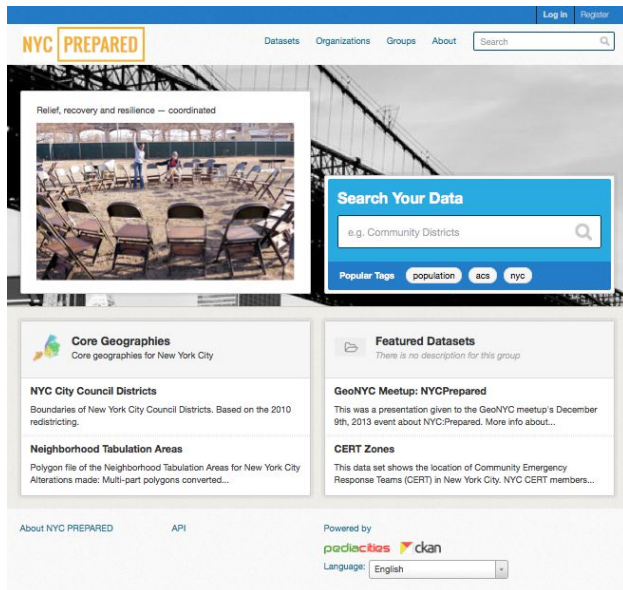 Log In Register
NYC PREPARED
Datasets Organizations Groups About Search
Relief, recovery and resilience — coordinated
Search Your Data
e.g. Community Districts
Popular Tags population acs nyc
Core Geographies
Core geographies for New York City
NYC City Council Districts
Boundaries of New York City Council Districts. Based on the 2010
redistricting.
Neighborhood Tabulation Areas
Polygon file of the Neighborhood Tabulation Areas for New York City
Alterations made: Multi-part polygons converted...
Featured Datasets
There is no description for this group
GeoNYC Meetup: NYCPrepared
This was a presentation given to the GeoNYC meetup's December
9th, 2013 event about NYC:Prepared. More info about...
CERT Zones
This data set shows the location of Community Emergency
Response Teams (CERT) in New York City. NYC CERT members...
About NYC PREPARED API
Powered by
pediacities ckan
Language: English